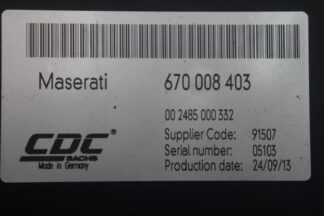 Maserati 670 008 403
00 2485 000 332
Supplier Code: 91507
Serial number: 05103
Production date: 24/09/13
CDC®
SACHS
Made in Germany